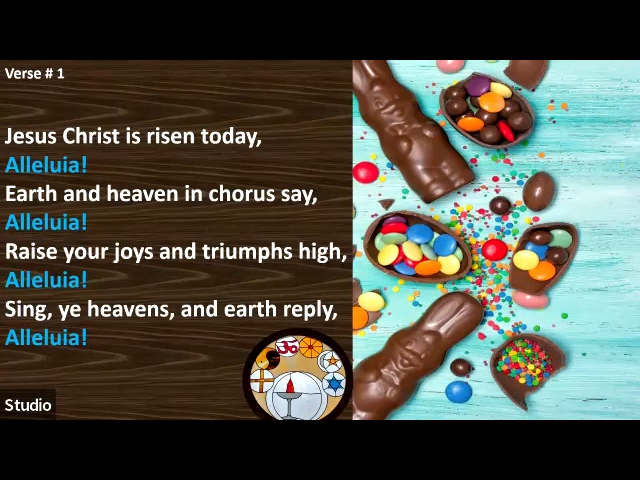 Verse # 1
Jesus Christ is risen today,
Alleluia!
Earth and heaven in chorus say,
Alleluia!
Raise your joys and triumphs high,
Alleluia!
Sing, ye heavens, and earth reply,
Alleluia!
Studio